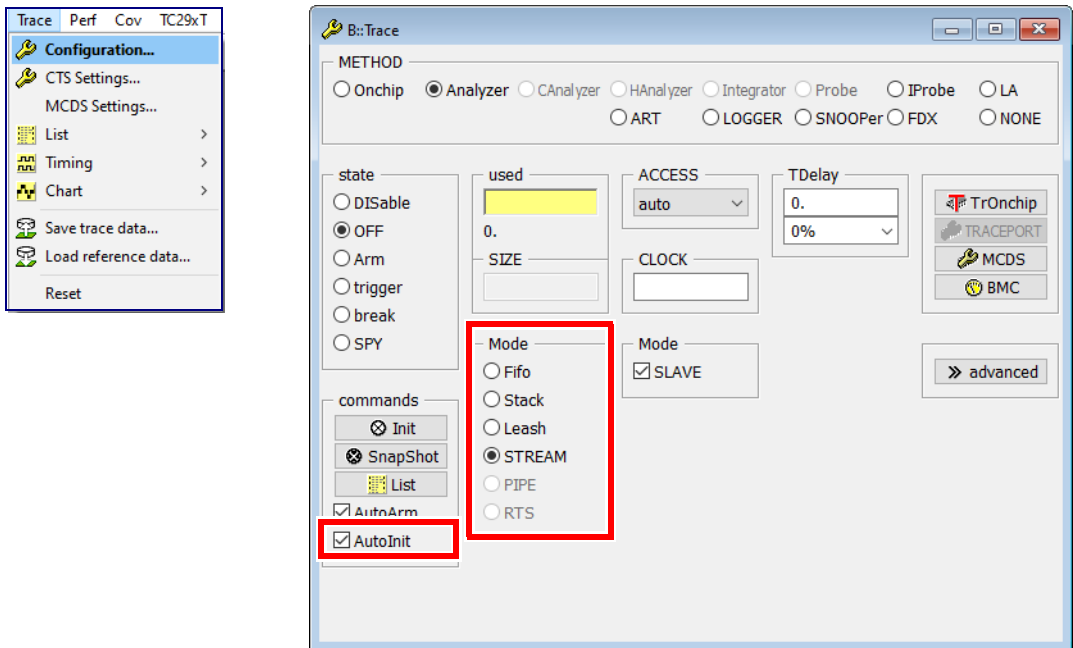 Trace Perf Cov TC29xT
Configuration...
CTS Settings...
MCDS Settings...
List
Timing
Chart
Save trace data...
Load reference data...
Reset
B::Trace
METHOD
Onchip Analyzer CAnalyzer HAnalyzer Integrator Probe IProbe LA
ART LOGGER SNOOPer FDX NONE
state
DISable
OFF
Arm
trigger
break
SPY
commands
Init
SnapShot
List
AutoArm
AutoInit
used
0.
SIZE
Mode
Fifo
Stack
Leash
STREAM
PIPE
RTS
ACCESS
auto
CLOCK
Mode
SLAVE
TDelay
0.
0%
TrOnchip
TRACEPORT
MCDS
BMC
advanced